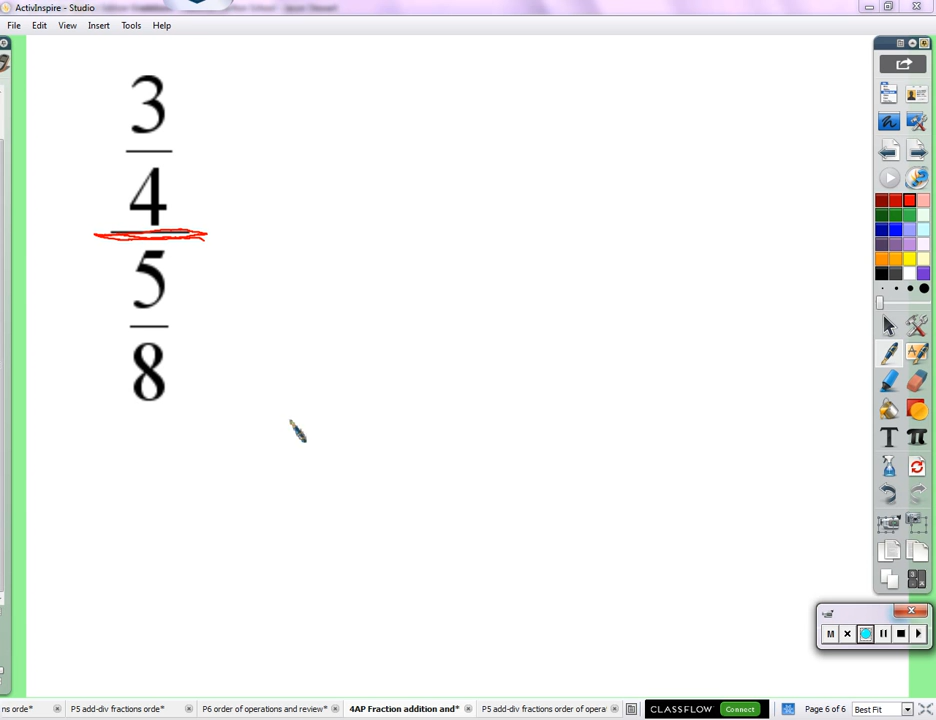 ActivInspire - Studio
File Edit View Insert Tools Help
3
4
5
8
T π
M
ns orde* P5 add-div fractions orde* P6 order of operations and review* 4AP Fraction addition and* P5 add-div fractions order of operat CLASSFLOW Connect Page 6 of 6 Best Fit